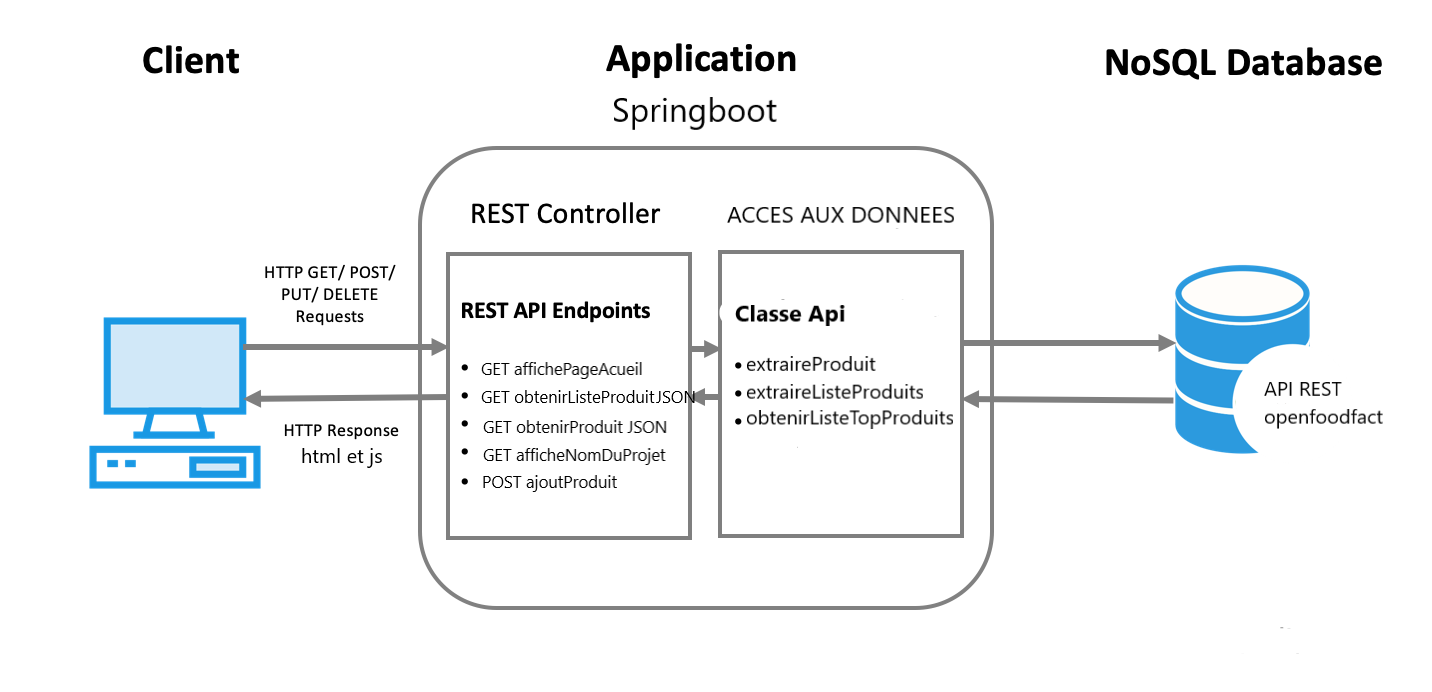 Client
Application
NoSQL Database
Springboot
REST Controller
ACCES AUX DONNEES
HTTP GET/ POST/
PUT/ DELETE
Requests
HTTP Response
html et js
REST API Endpoints
• GET affichePageAcueil
• GET obtenirListeProduitJSON
• GET obtenirProduit JSON
• GET afficheNomDuProjet
• POST ajoutProduit
Classe Api
• extraireProduit
• extraireListeProduits
• obtenirListeTopProduits
API REST
openfoodfact